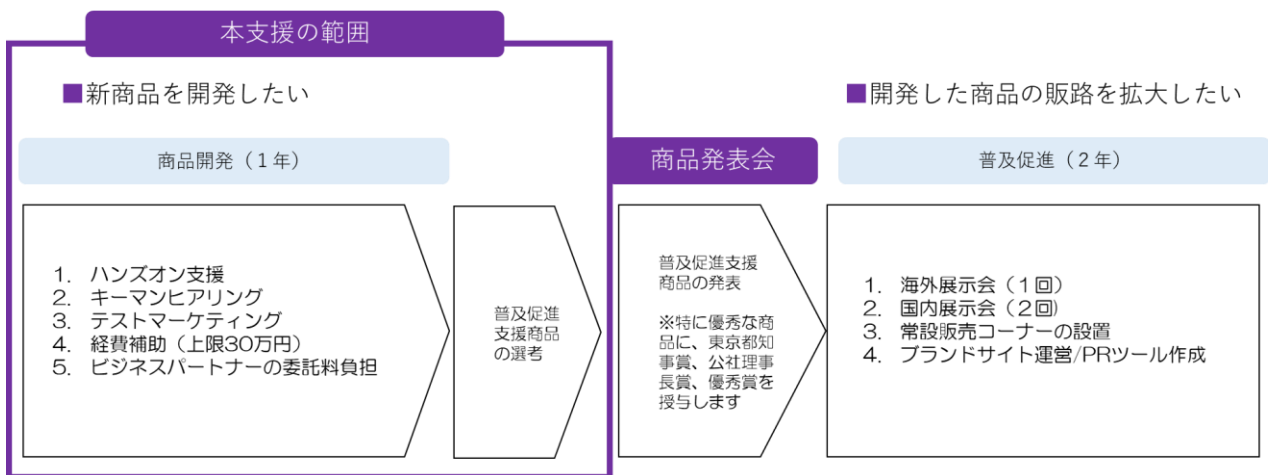 本支援の範囲
■新商品を開発したい
■開発した商品の販路を拡大したい
商品開発（１年）
商品発表会
普及促進（２年）
1. ハンズオン支援
2. キーマンヒアリング
3. テストマーケティング
4. 経費補助（上限30万円）
5. ビジネスパートナーの委託料負担
普及促進
支援商品
の選考
普及促進支援
商品の発表
※特に優秀な商
品に、東京都知
事賞、公社理事
長賞、優秀賞を
授与します
1. 海外展示会（１回）
2. 国内展示会（２回)
3. 常設販売コーナーの設置
4. ブランドサイト運営/PRツール作成